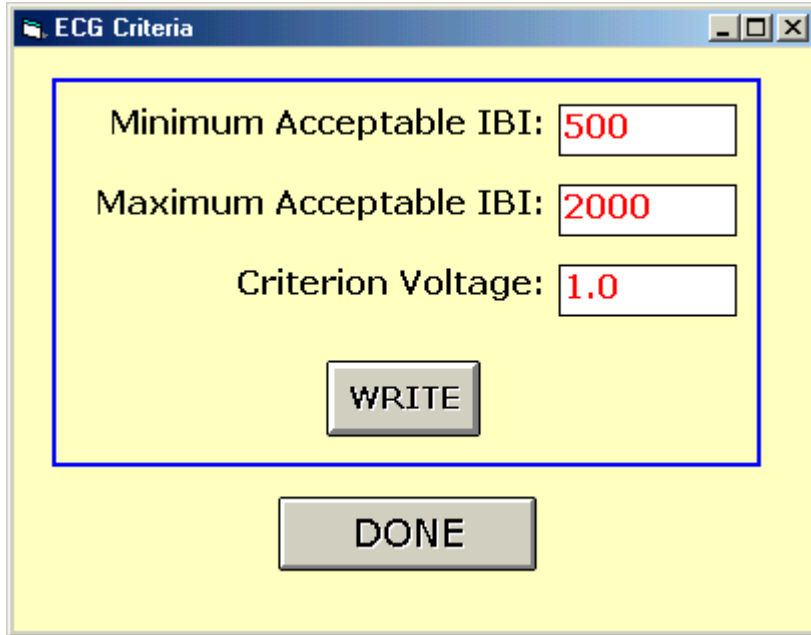 ECG Criteria
Minimum Acceptable IBI: 500
Maximum Acceptable IBI: 2000
Criterion Voltage: 1.0
WRITE
DONE